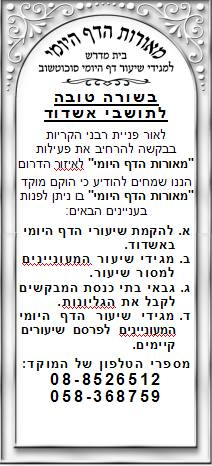 מאורות הדף היומי
בית מדרש
למגידי שיעור דף היומי סוכוטשוב
בשורה טובה
לתושבי אשדוד
לאור פניית רבני הקריות
בבקשה להרחיב את פעילות
"מאורות הדף היומי" לאיזור הדרום
הננו שמחים להודיע כי הוקם מוקד
"מאורות הדף היומי" בו ניתן לפנות
בעניינים הבאים:
א. להקמת שיעורי הדף היומי
באשדוד.
ב. מגידי שיעור המעוניינים
למסור שיעור.
ג. גבאי בתי כנסת המבקשים
לקבל את הגליונות.
ד. מגידי שיעור הדף היומי
המעוניינים לפרסם שיעורים
קיימים.
מספרי הטלפון של המוקד:
08-8526512
058-368759